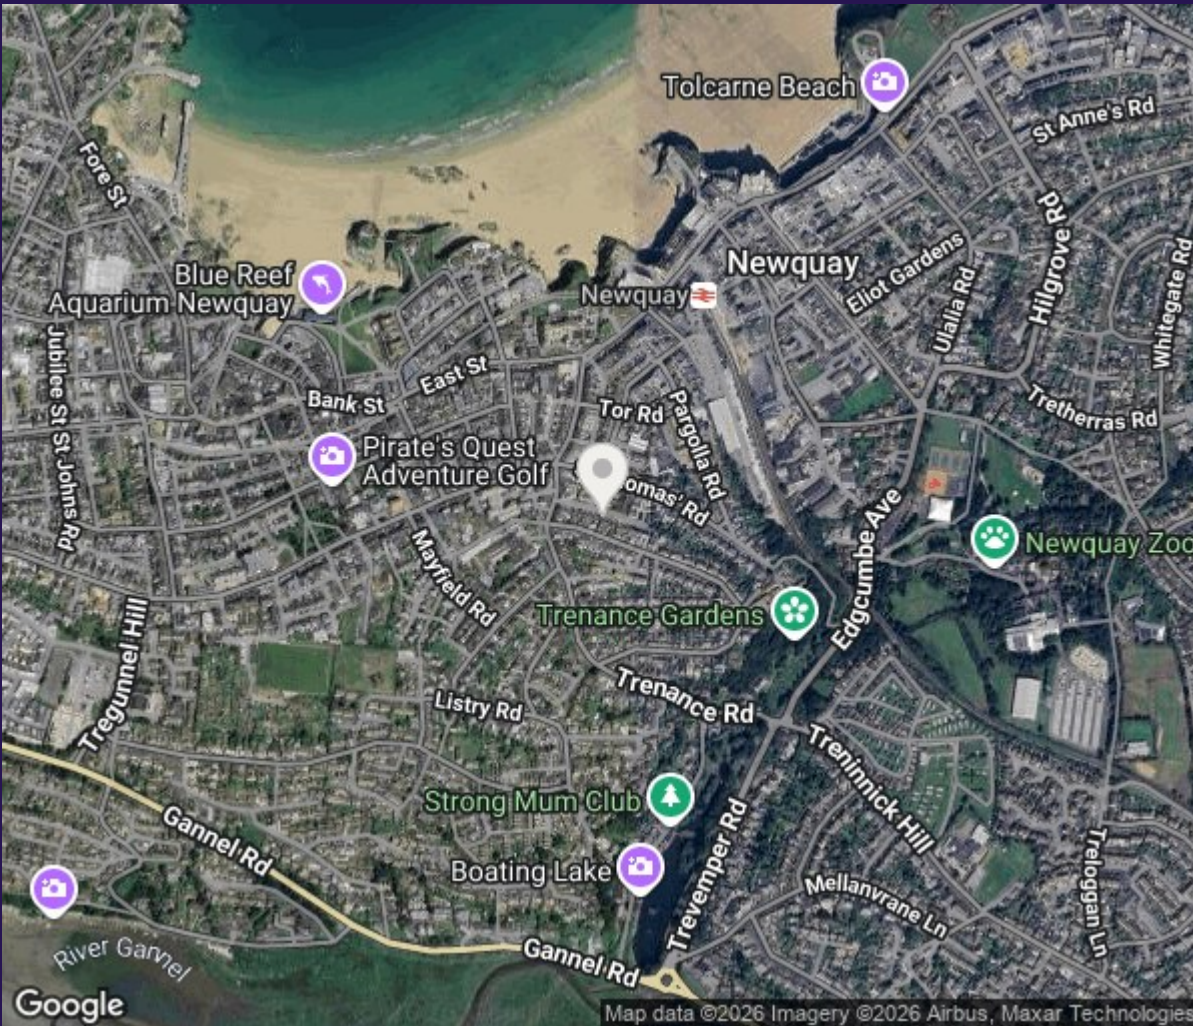 Tolcarne Beach
St Anne's Rd
Fore St
Hilgrove Rd
Newquay
Eliot Gardens
Whitegate Rd
Blue Reef
Aquarium Newquay
Newquay
Ulalia Rd
Jubilee St
St Johns Rd
East St
Bank St
Tor Rd
Pargolla Rd
Tretherras Rd
Pirate's Quest
Adventure Golf
omas' Rd
Edgcumbe Ave
Newquay Zoo
Mayfield Rd
Trenance Gardens
Tregunnel Hill
Trenance Rd
Listry Rd
Treninnick Hill
Strong Mum Club
Gannel Rd
Boating Lake
Trevemper Rd
Mellanvrane Ln
Treloggan Ln
River Gannel
Gannel Rd
Google
Map data ©2026 Imagery ©2026 Airbus, Maxar Technologies